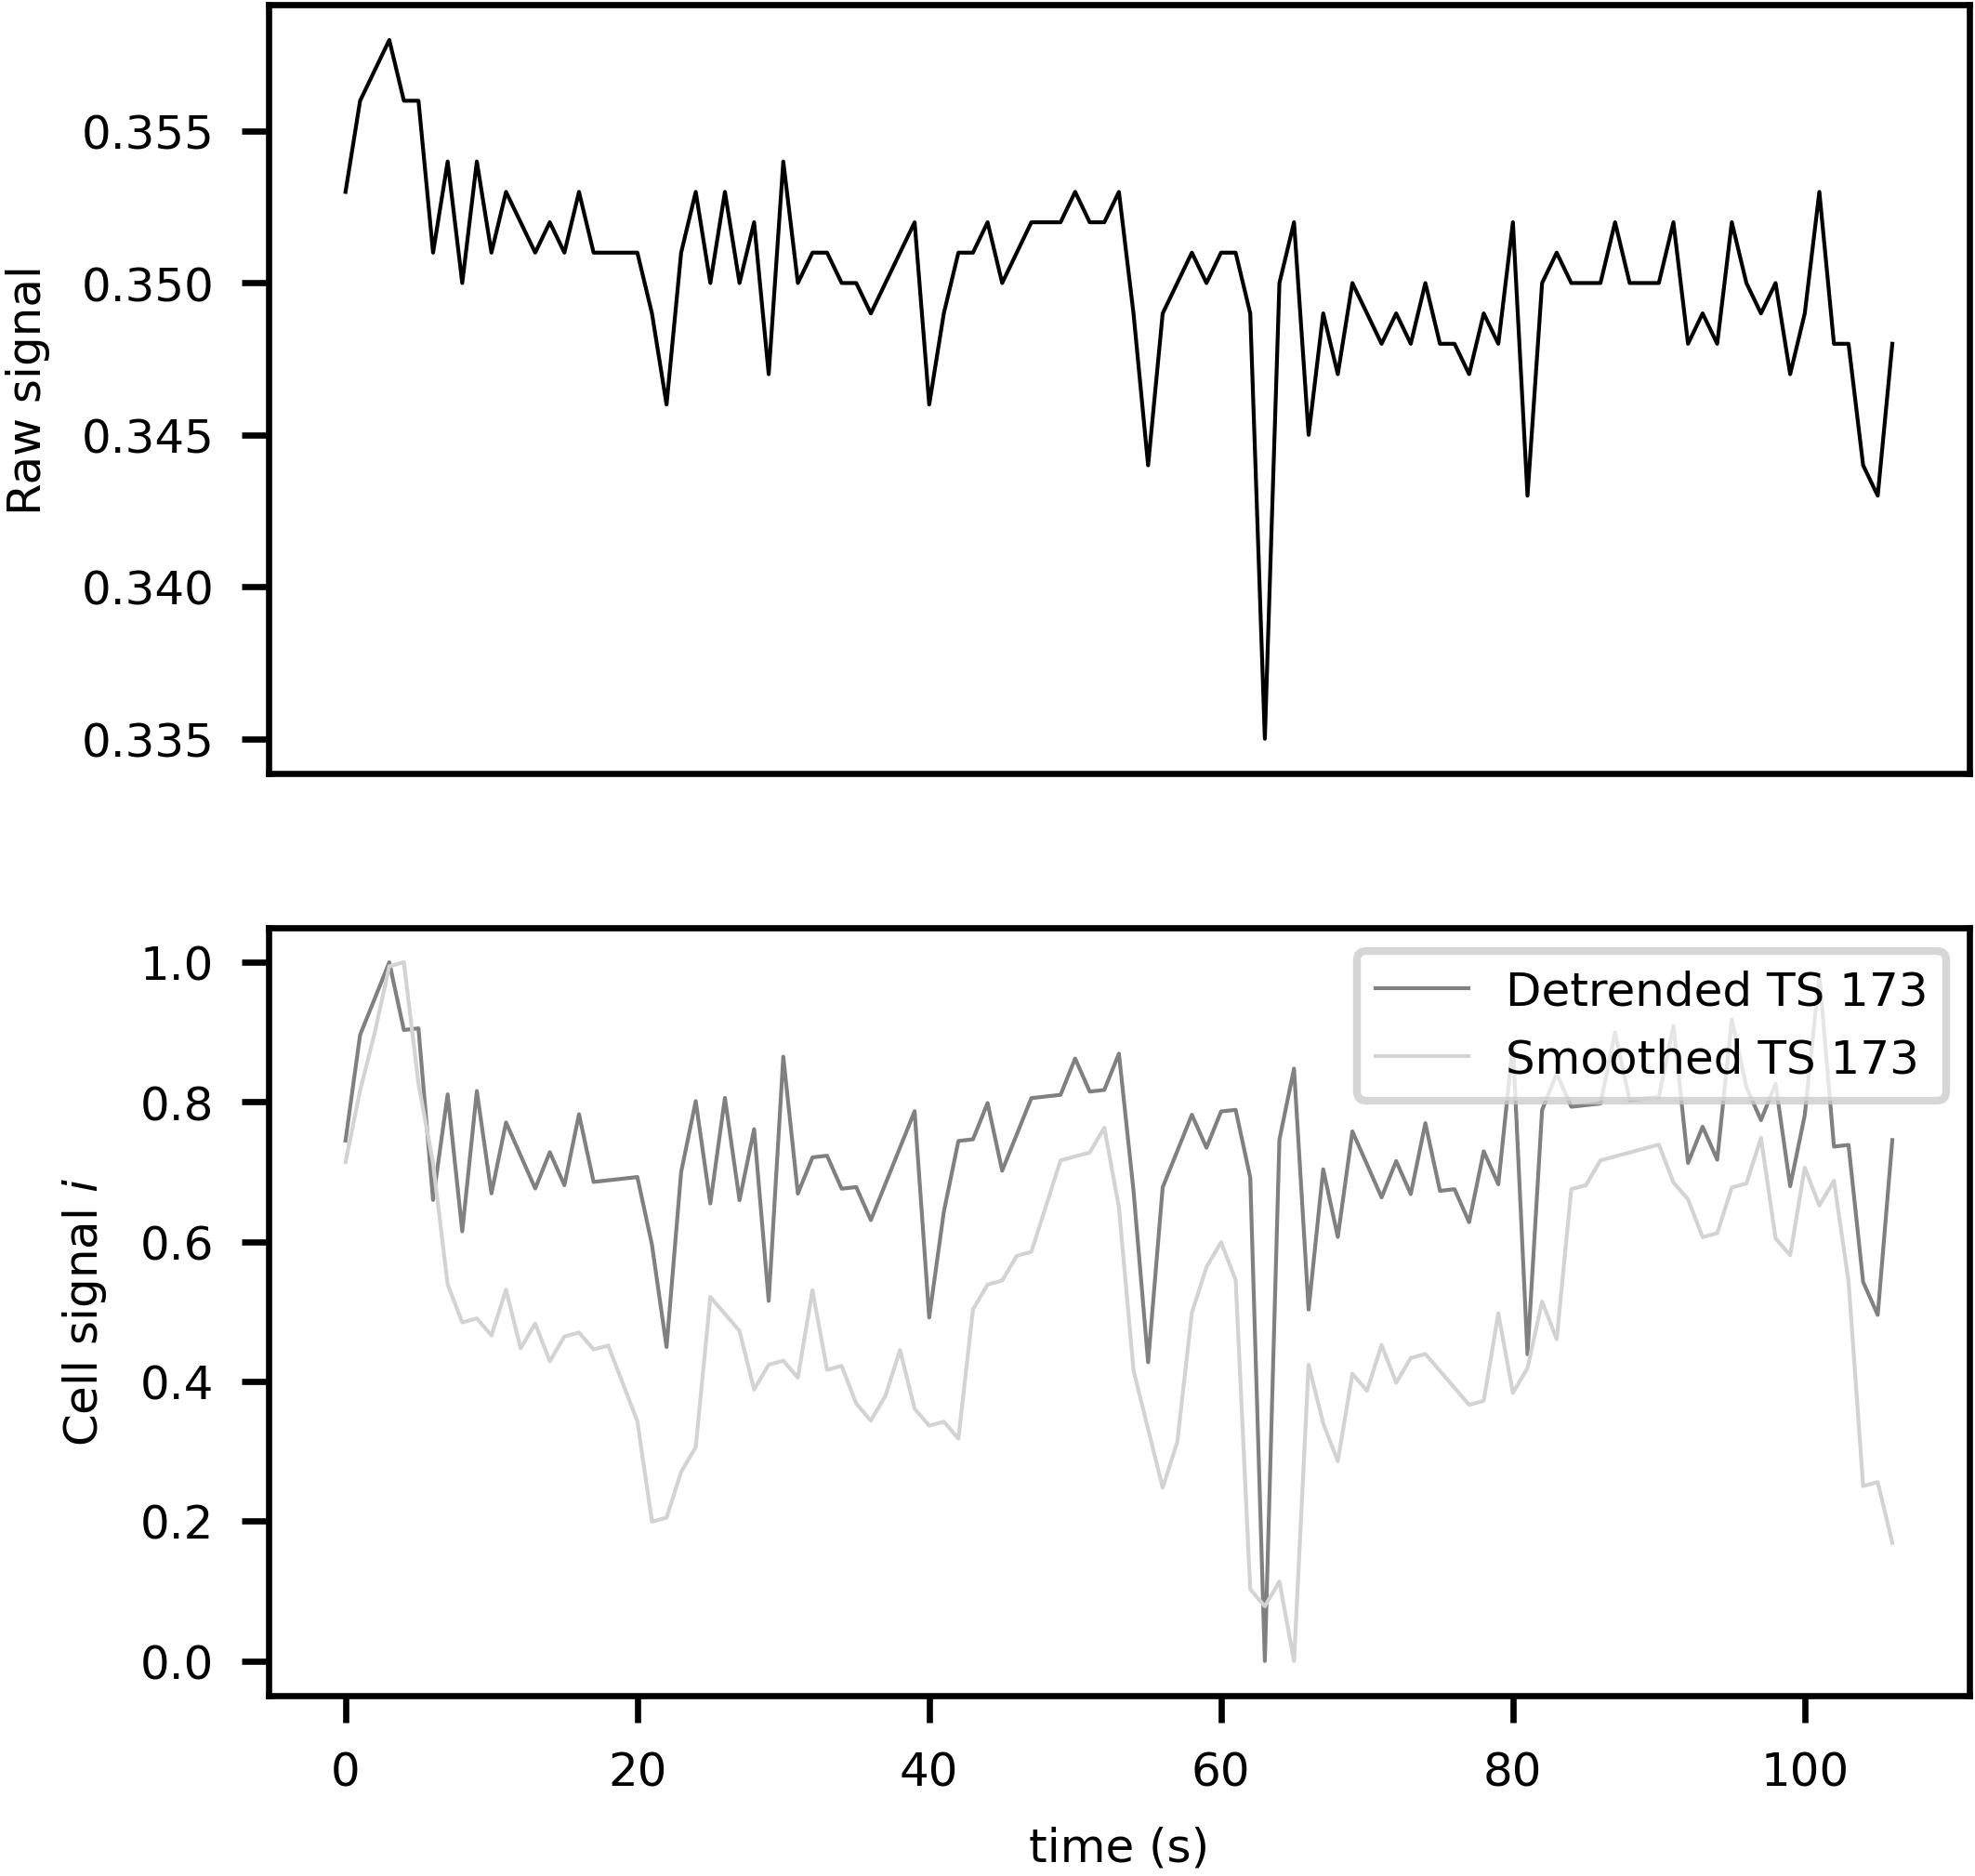 Raw signal
0.355
0.350
0.345
0.340
0.335
Cell signal i
1.0
0.8
0.6
0.4
0.2
0.0
Detrended TS 173
Smoothed TS 173
0 20 40 60 80 100
time (s)